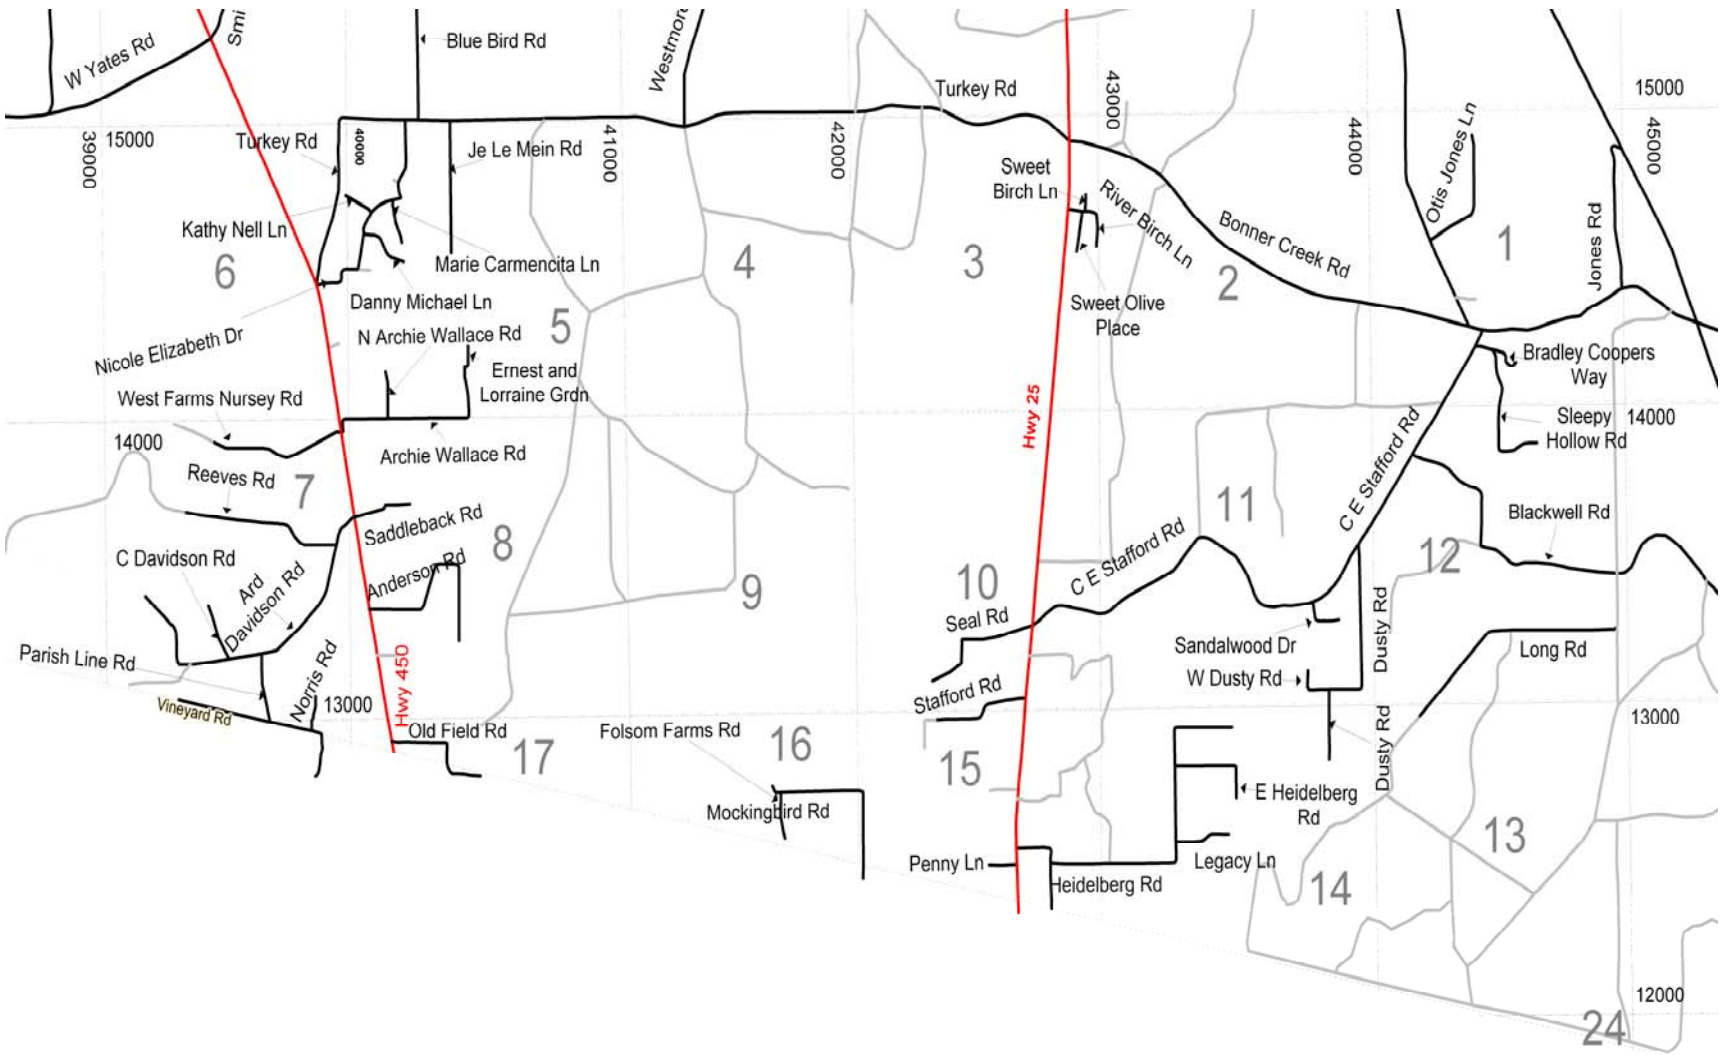 W Yates Rd
Smi
Blue Bird Rd
Westmor
Turkey Rd
43000
15000
39000
15000
Turkey Rd
40000
Je Le Mein Rd
41000
42000
44000
Otis Jones Ln
45000
Sweet
Birch Ln
River Birch Ln
Kathy Nell Ln
Marie Carmencita Ln
Bonner Creek Rd
Jones Rd
6
4
3
2
1
Danny Michael Ln
Sweet Olive
Place
Nicole Elizabeth Dr
N Archie Wallace Rd
5
Ernest and
Lorraine Grdn
Bradley Coopers
Way
West Farms Nursey Rd
Hwy 25
Sleepy
Hollow Rd
14000
14000
Archie Wallace Rd
C E Stafford Rd
Reeves Rd
7
Saddleback Rd
8
11
Blackwell Rd
C Davidson Rd
Ard
Davidson Rd
Anderson Rd
9
10
C E Stafford Rd
12
Seal Rd
Dusty Rd
Parish Line Rd
Norris Rd
Hwy 450
Sandalwood Dr
Long Rd
W Dusty Rd
Stafford Rd
Vineyard Rd
13000
13000
Old Field Rd
17
Folsom Farms Rd
16
15
Dusty Rd
Mockingbird Rd
E Heidelberg
Rd
13
Penny Ln
Legacy Ln
Heidelberg Rd
14
12000
24